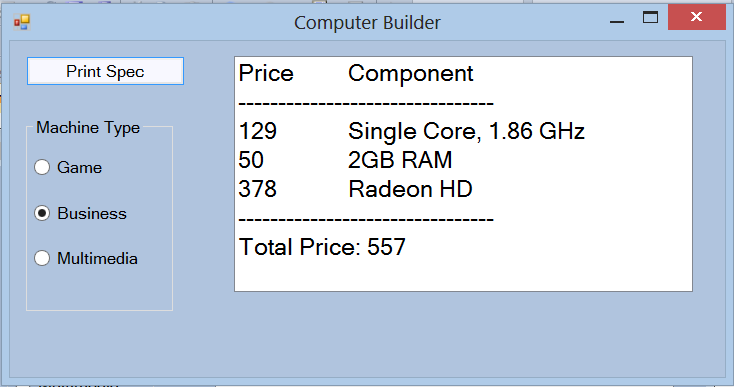 Computer Builder
Print Spec
Machine Type
Game
Business
Multimedia
Price Component
--------------------------------
129 Single Core, 1.86 GHz
50 2GB RAM
378 Radeon HD
--------------------------------
Total Price: 557